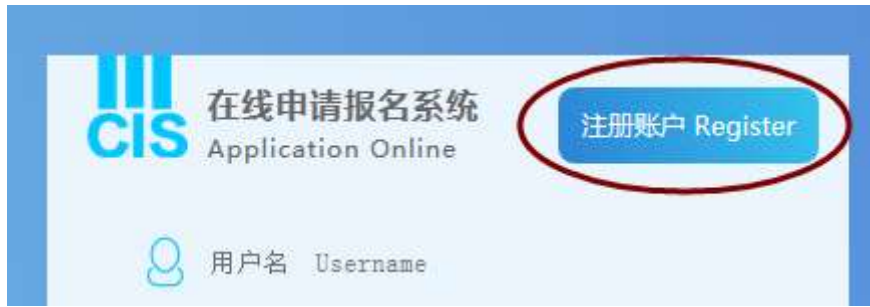 CIS
在线申请报名系统
Application Online
注册账户 Register
用户名 Username